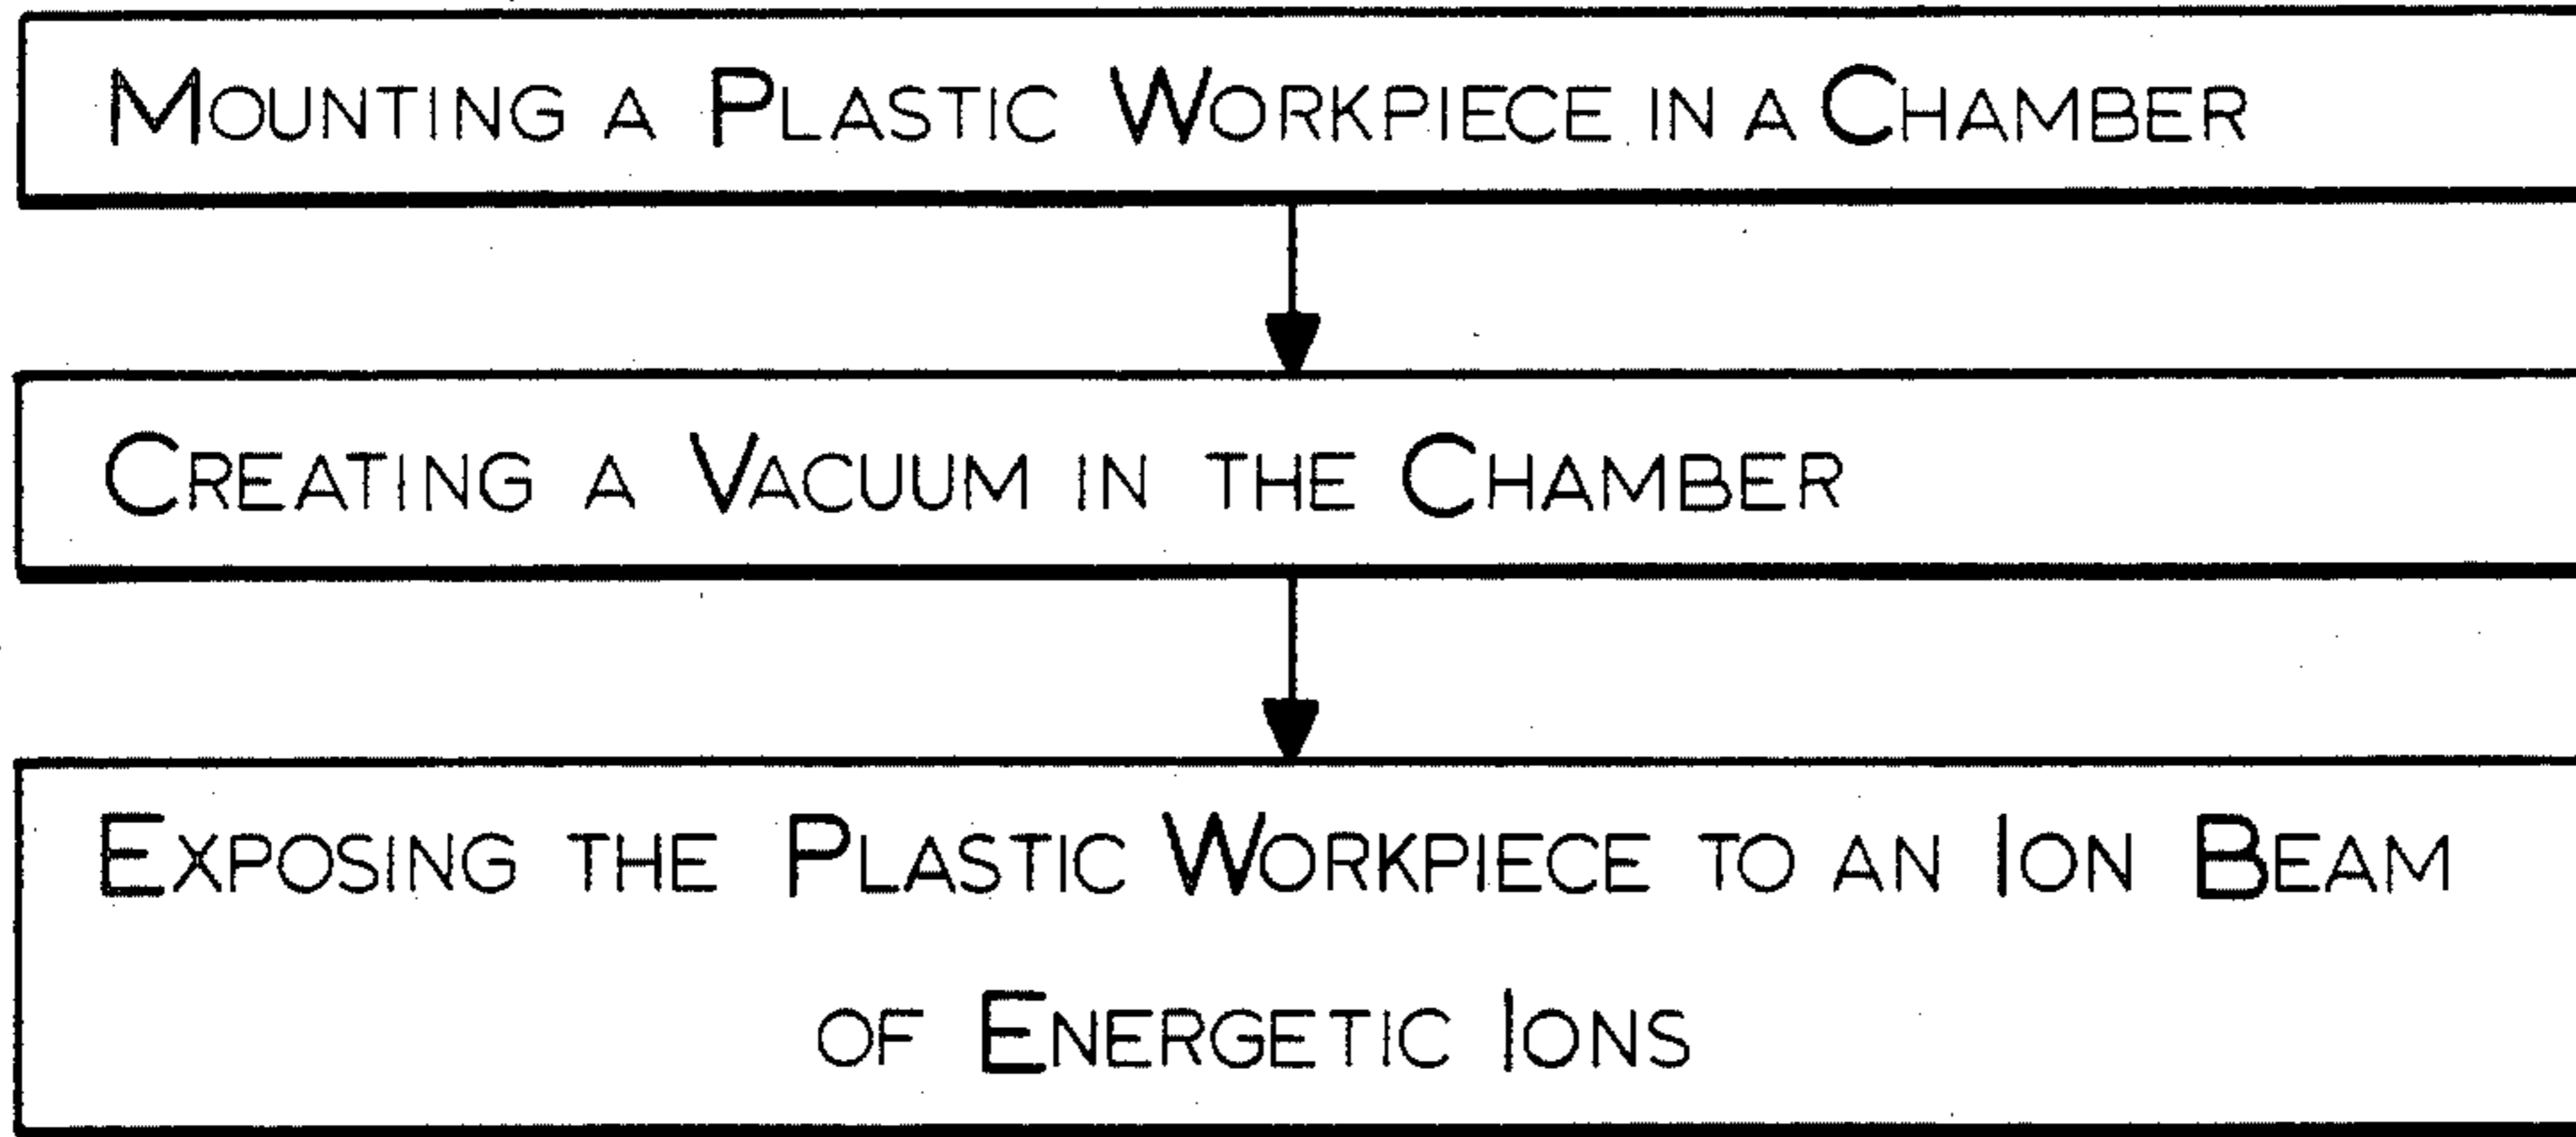 Mounting a Plastic Workpiece in a Chamber
Creating a Vacuum in the Chamber
Exposing the Plastic Workpiece to an Ion Beam
of Energetic Ions